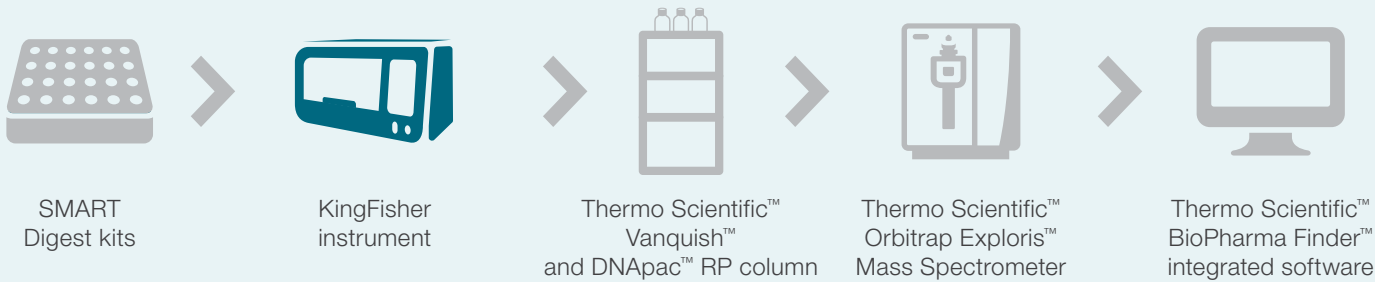 SMART
Digest kits
KingFisher
instrument
Thermo Scientific™
Vanquish™
and DNApac™ RP column
Thermo Scientific™
Orbitrap Exploris™
Mass Spectrometer
Thermo Scientific™
BioPharma Finder™
integrated software